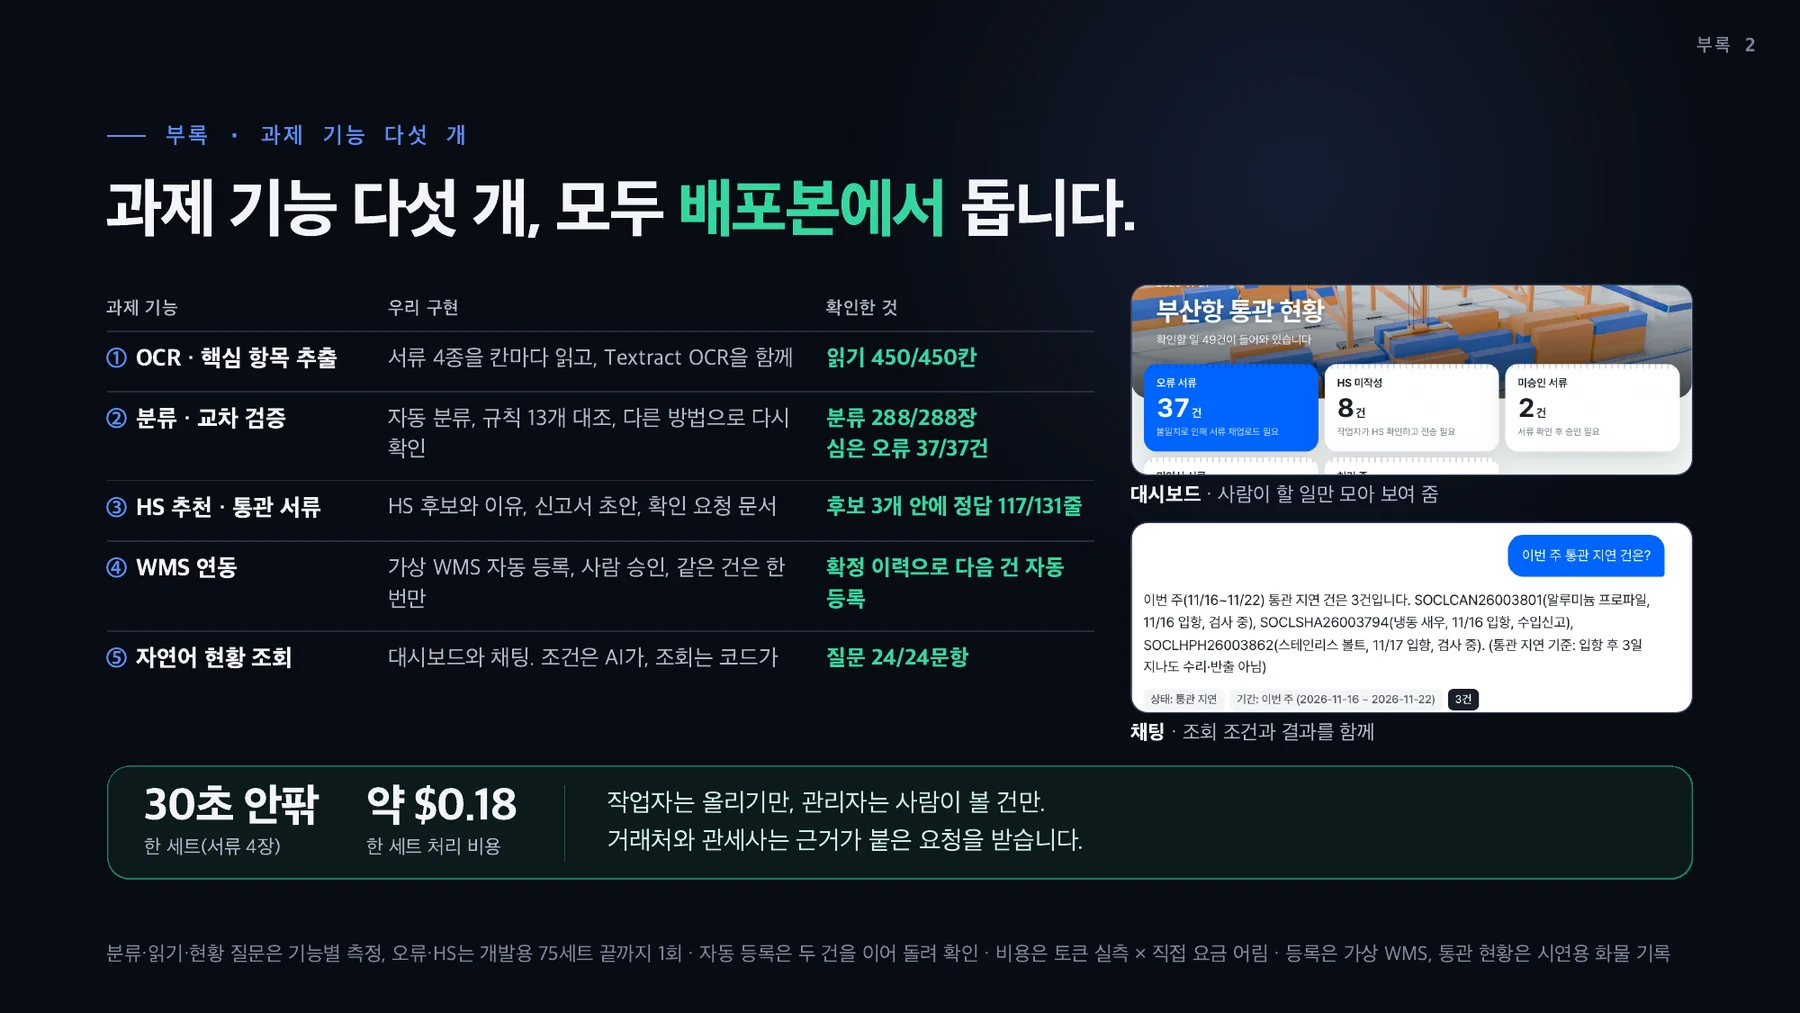 부록 2
부록 · 과제 기능 다섯 개
과제 기능 다섯 개, 모두 배포본에서 돕니다.
과제 기능 우리 구현 확인한 것
① OCR · 핵심 항목 추출 서류 4종을 칸마다 읽고, Textract OCR을 함께 읽기 450/450칸
② 분류 · 교차 검증 자동 분류, 규칙 13개 대조, 다른 방법으로 다시 분류 288/288장
확인 심은 오류 37/37건
③ HS 추천 · 통관 서류 HS 후보와 이유, 신고서 초안, 확인 요청 문서 후보 3개 안에 정답 117/131줄
④ WMS 연동 가상 WMS 자동 등록, 사람 승인, 같은 건은 한 확정 이력으로 다음 건 자동
번만 등록
⑤ 자연어 현황 조회 대시보드와 채팅. 조건은 AI가, 조회는 코드가 질문 24/24문항
부산항 통관 현황
확인할 일 49건이 들어와 있습니다
오류 서류 HS 미작성 미승인 서류
37건 8건 2건
불일치로 인해 서류 재업로드 필요 작업자가 HS 확인하고 전송 필요 서류 확인 후 승인 필요
대시보드 · 사람이 할 일만 모아 보여 줌
이번 주 통관 지연 건은?
이번 주(11/16~11/22) 통관 지연 건은 3건입니다. SOCLCAN26003801(알루미늄 프로파일,
11/16 입항, 검사 중), SOCLSHA26003794(냉동 새우, 11/16 입항, 수입신고),
SOCLHPH26003862(스테인리스 볼트, 11/17 입항, 검사 중). (통관 지연 기준: 입항 후 3일
지나도 수리·반출 아님)
상태: 통관 지연 기간: 이번 주 (2026-11-16 ~ 2026-11-22) 3건
채팅 · 조회 조건과 결과를 함께
30초 안팎 약 $0.18
한 세트(서류 4장) 한 세트 처리 비용
작업자는 올리기만, 관리자는 사람이 볼 건만.
거래처와 관세사는 근거가 붙은 요청을 받습니다.
분류·읽기·현황 질문은 기능별 측정, 오류·HS는 개발용 75세트 끝까지 1회 · 자동 등록은 두 건을 이어 돌려 확인 · 비용은 토큰 실측 × 직접 요금 어림 · 등록은 가상 WMS, 통관 현황은 시연용 화물 기록